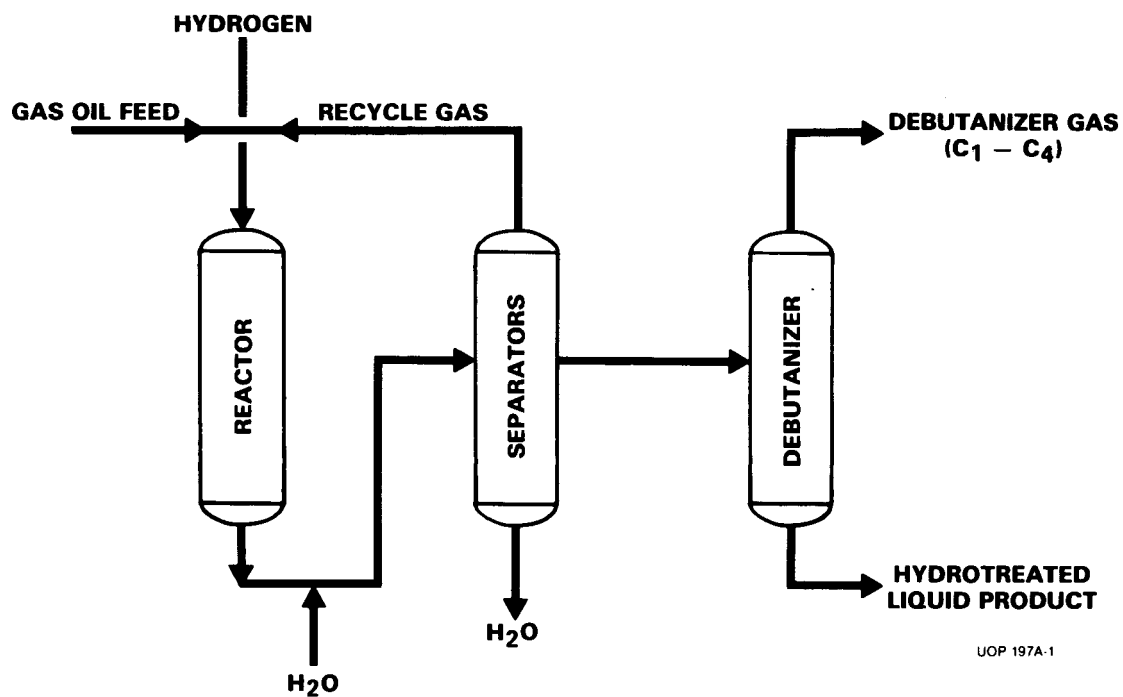 HYDROGEN
GAS OIL FEED
RECYCLE GAS
DEBUTANIZER GAS
(C₁ – C₄)
REACTOR
SEPARATORS
DEBUTANIZER
H₂O
H₂O
HYDROTREATED
LIQUID PRODUCT
UOP 197A-1